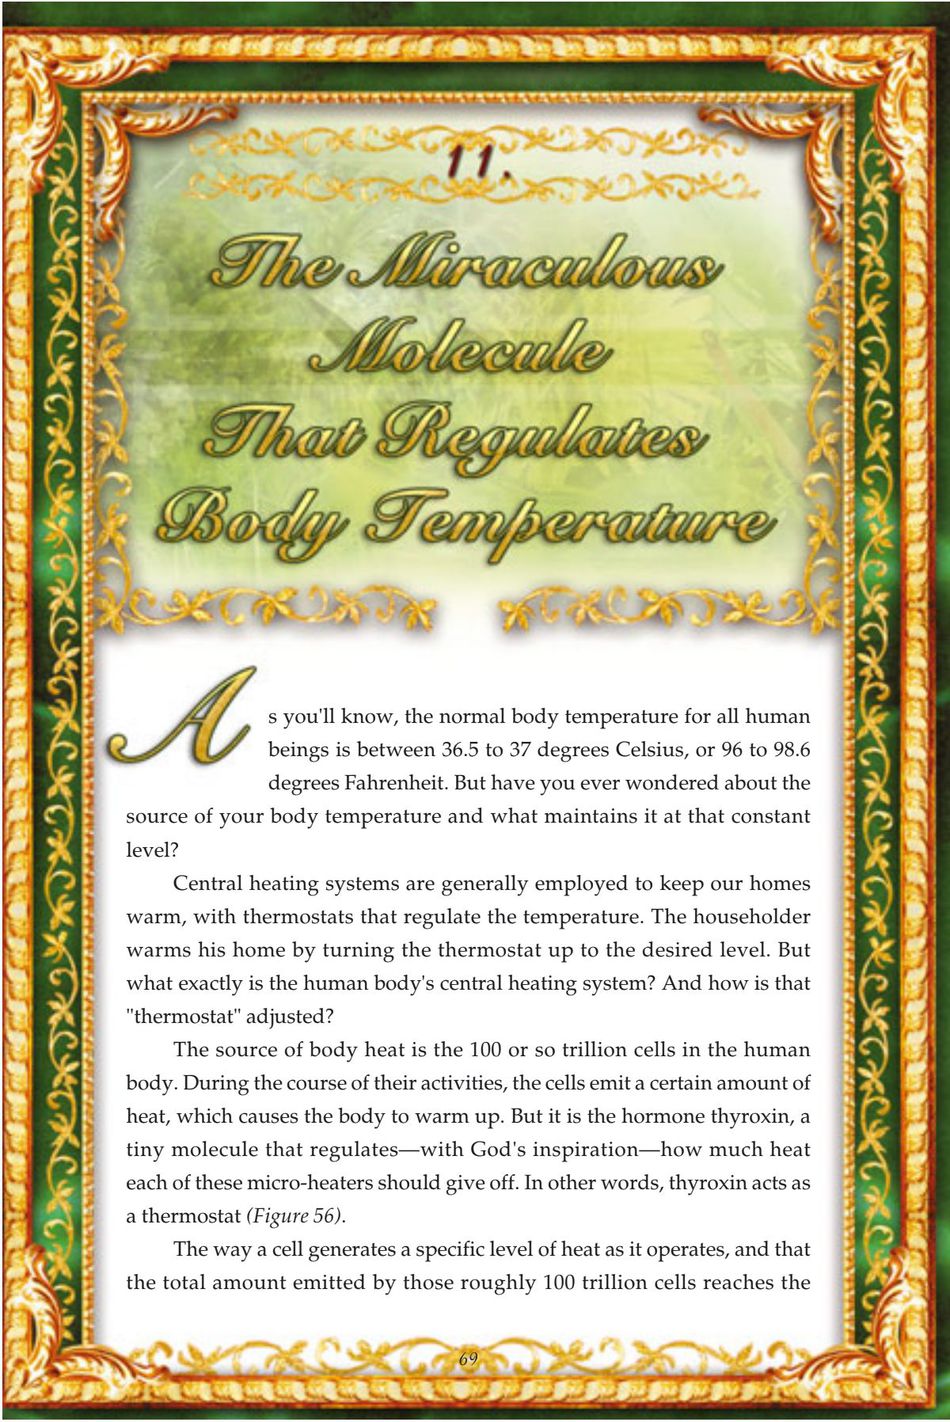 11.
The Miraculous
Molecule
That Regulates
Body Temperature
As you'll know, the normal body temperature for all human
beings is between 36.5 to 37 degrees Celsius, or 96 to 98.6
degrees Fahrenheit. But have you ever wondered about the
source of your body temperature and what maintains it at that constant
level?
Central heating systems are generally employed to keep our homes
warm, with thermostats that regulate the temperature. The householder
warms his home by turning the thermostat up to the desired level. But
what exactly is the human body's central heating system? And how is that
"thermostat" adjusted?
The source of body heat is the 100 or so trillion cells in the human
body. During the course of their activities, the cells emit a certain amount of
heat, which causes the body to warm up. But it is the hormone thyroxin, a
tiny molecule that regulates—with God's inspiration—how much heat
each of these micro-heaters should give off. In other words, thyroxin acts as
a thermostat (Figure 56).
The way a cell generates a specific level of heat as it operates, and that
the total amount emitted by those roughly 100 trillion cells reaches the
69